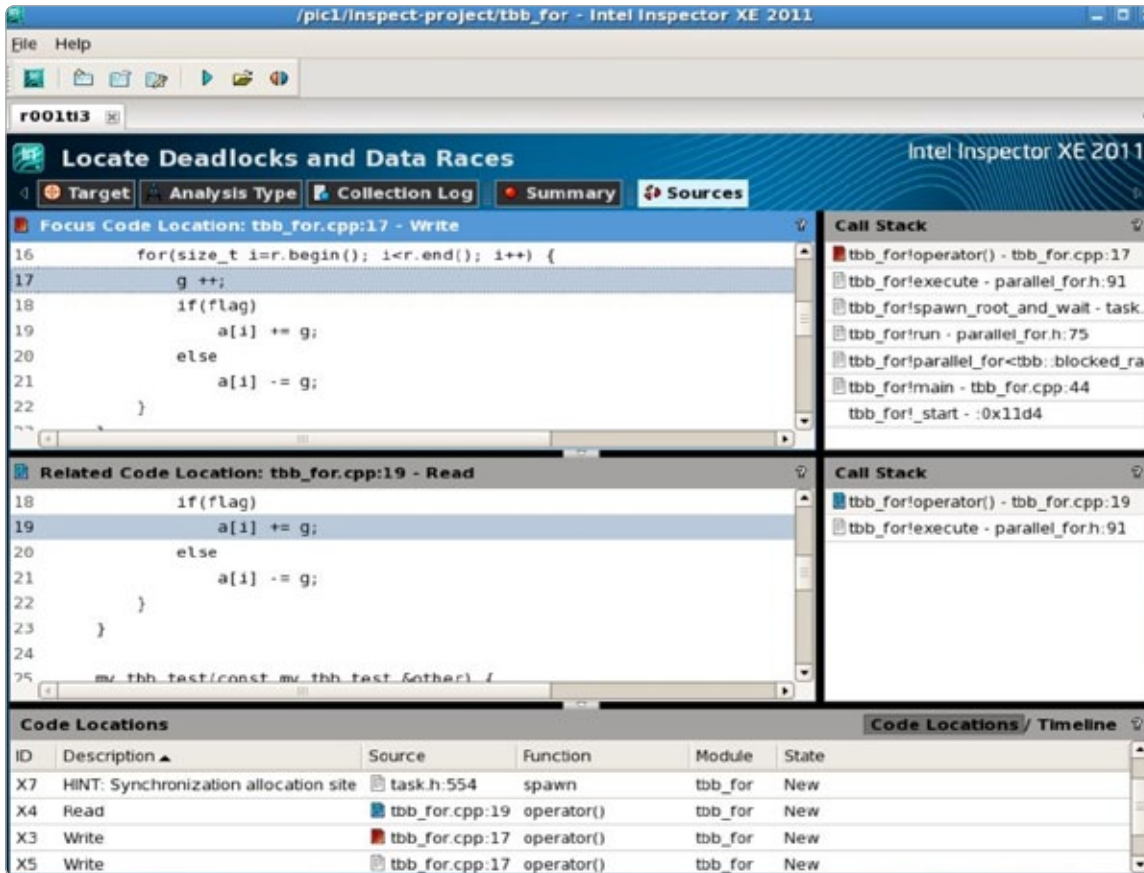 /pic1/inspect-project/tbb_for - Intel Inspector XE 2011
File Help
r001ti3
Locate Deadlocks and Data Races
Intel Inspector XE 2011
Target Analysis Type Collection Log Summary Sources
Focus Code Location: tbb_for.cpp:17 - Write
16 for(size_t i=r.begin(); i<r.end(); i++) {
17 g ++;
18 if(flag)
19 a[i] += g;
20 else
21 a[i] -= g;
22 }
Call Stack
tbb_for!operator() - tbb_for.cpp:17
tbb_for!execute - parallel_for.h:91
tbb_for!spawn_root_and_wait - task.
tbb_for!run - parallel_for.h:75
tbb_for!parallel_for<tbb::blocked_ra
tbb_for!main - tbb_for.cpp:44
tbb_for!_start - :0x11d4
Related Code Location: tbb_for.cpp:19 - Read
18 if(flag)
19 a[i] += g;
20 else
21 a[i] -= g;
22 }
23 }
24
25 my_tbb_test(const my_tbb_test &other) {
Call Stack
tbb_for!operator() - tbb_for.cpp:19
tbb_for!execute - parallel_for.h:91
Code Locations
Code Locations / Timeline
ID Description Source Function Module State
X7 HINT: Synchronization allocation site task.h:554 spawn tbb_for New
X4 Read tbb_for.cpp:19 operator() tbb_for New
X3 Write tbb_for.cpp:17 operator() tbb_for New
X5 Write tbb_for.cpp:17 operator() tbb_for New